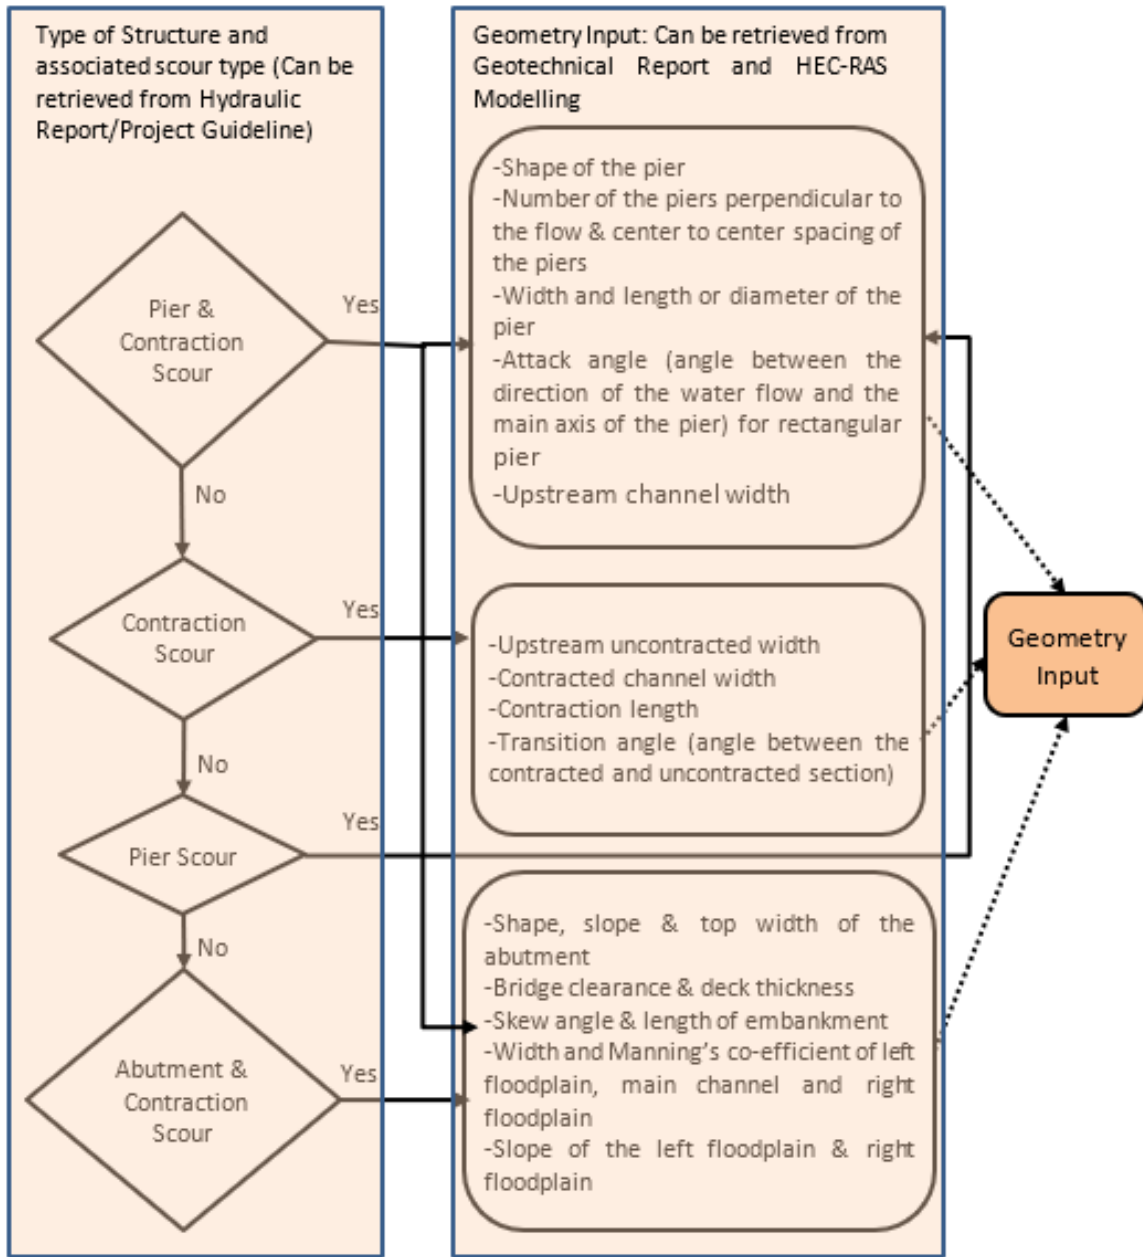 Type of Structure and
associated scour type (Can be
retrieved from Hydraulic
Report/Project Guideline)
Pier &
Contraction
Scour
Yes
No
Contraction
Scour
Yes
No
Pier Scour
Yes
No
Abutment &
Contraction
Scour
Yes
Geometry Input: Can be retrieved from
Geotechnical Report and HEC-RAS
Modelling
-Shape of the pier
-Number of the piers perpendicular to
the flow & center to center spacing of
the piers
-Width and length or diameter of the
pier
-Attack angle (angle between the
direction of the water flow and the
main axis of the pier) for rectangular
pier
-Upstream channel width
-Upstream uncontracted width
-Contracted channel width
-Contraction length
-Transition angle (angle between the
contracted and uncontracted section)
-Shape, slope & top width of the
abutment
-Bridge clearance & deck thickness
-Skew angle & length of embankment
-Width and Manning's co-efficient of left
floodplain, main channel and right
floodplain
-Slope of the left floodplain & right
floodplain
Geometry
Input